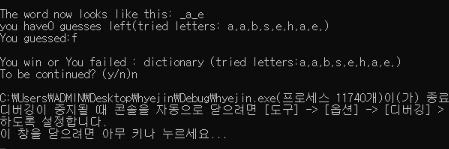 The word now looks like this: _a_e
you have0 guesses left(tried letters: a,a,b,s,e,h,a,e,)
You guessed:f
You win or You failed : dictionary (tried letters:a,a,b,s,e,h,a,e,)
To be continued? (y/n)n
C:\Users\ADMIN\Desktop\hyejin\Debug\hyejin.exe(프로세스 11740개)이(가) 종료
디버깅이 중지될 때 콘솔을 자동으로 닫으려면 [도구] -> [옵션] -> [디버깅] >
하도록 설정합니다.
이 창을 닫으려면 아무 키나 누르세요...